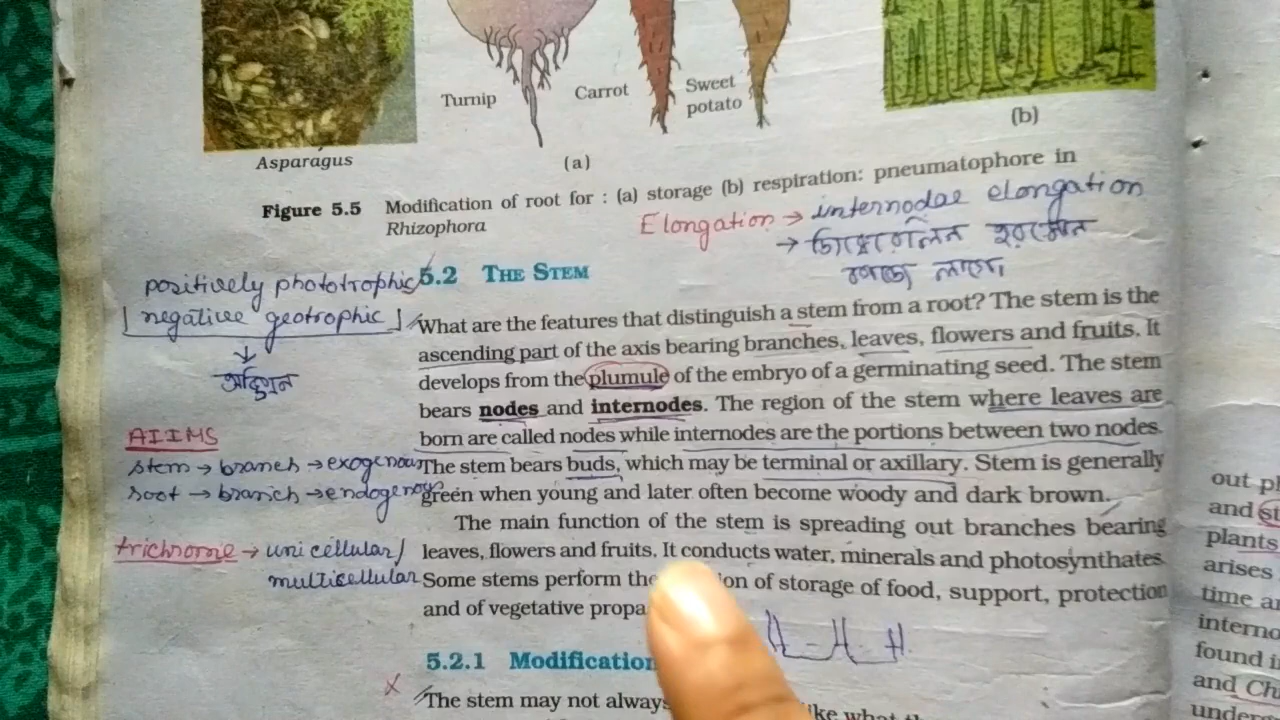 Turnip
Carrot
Sweet
potato
Asparagus
(a)
(b)
Figure 5.5 Modification of root for : (a) storage (b) respiration: pneumatophore in
Rhizophora
Elongation → internodae elongation
→ জিব্বেরেলিন হরমোন
positively phototrophic
negative geotrophic
↓
5.2 THE STEM
What are the features that distinguish a stem from a root? The stem is the
ascending part of the axis bearing branches, leaves, flowers and fruits. It
develops from the plumule of the embryo of a germinating seed. The stem
bears nodes and internodes. The region of the stem where leaves are
born are called nodes while internodes are the portions between two nodes.
The stem bears buds, which may be terminal or axillary. Stem is generally
green when young and later often become woody and dark brown.
AIIMS
stem → branch → exogenous
root → branch → endogenous
trichrome → unicellular/
multicellular
The main function of the stem is spreading out branches bearing
leaves, flowers and fruits. It conducts water, minerals and photosynthates
Some stems perform the of storage of food, support, protection
and of vegetative
5.2.1 Modification
The stem may not always what
out
and
plants
arises
time
found
and